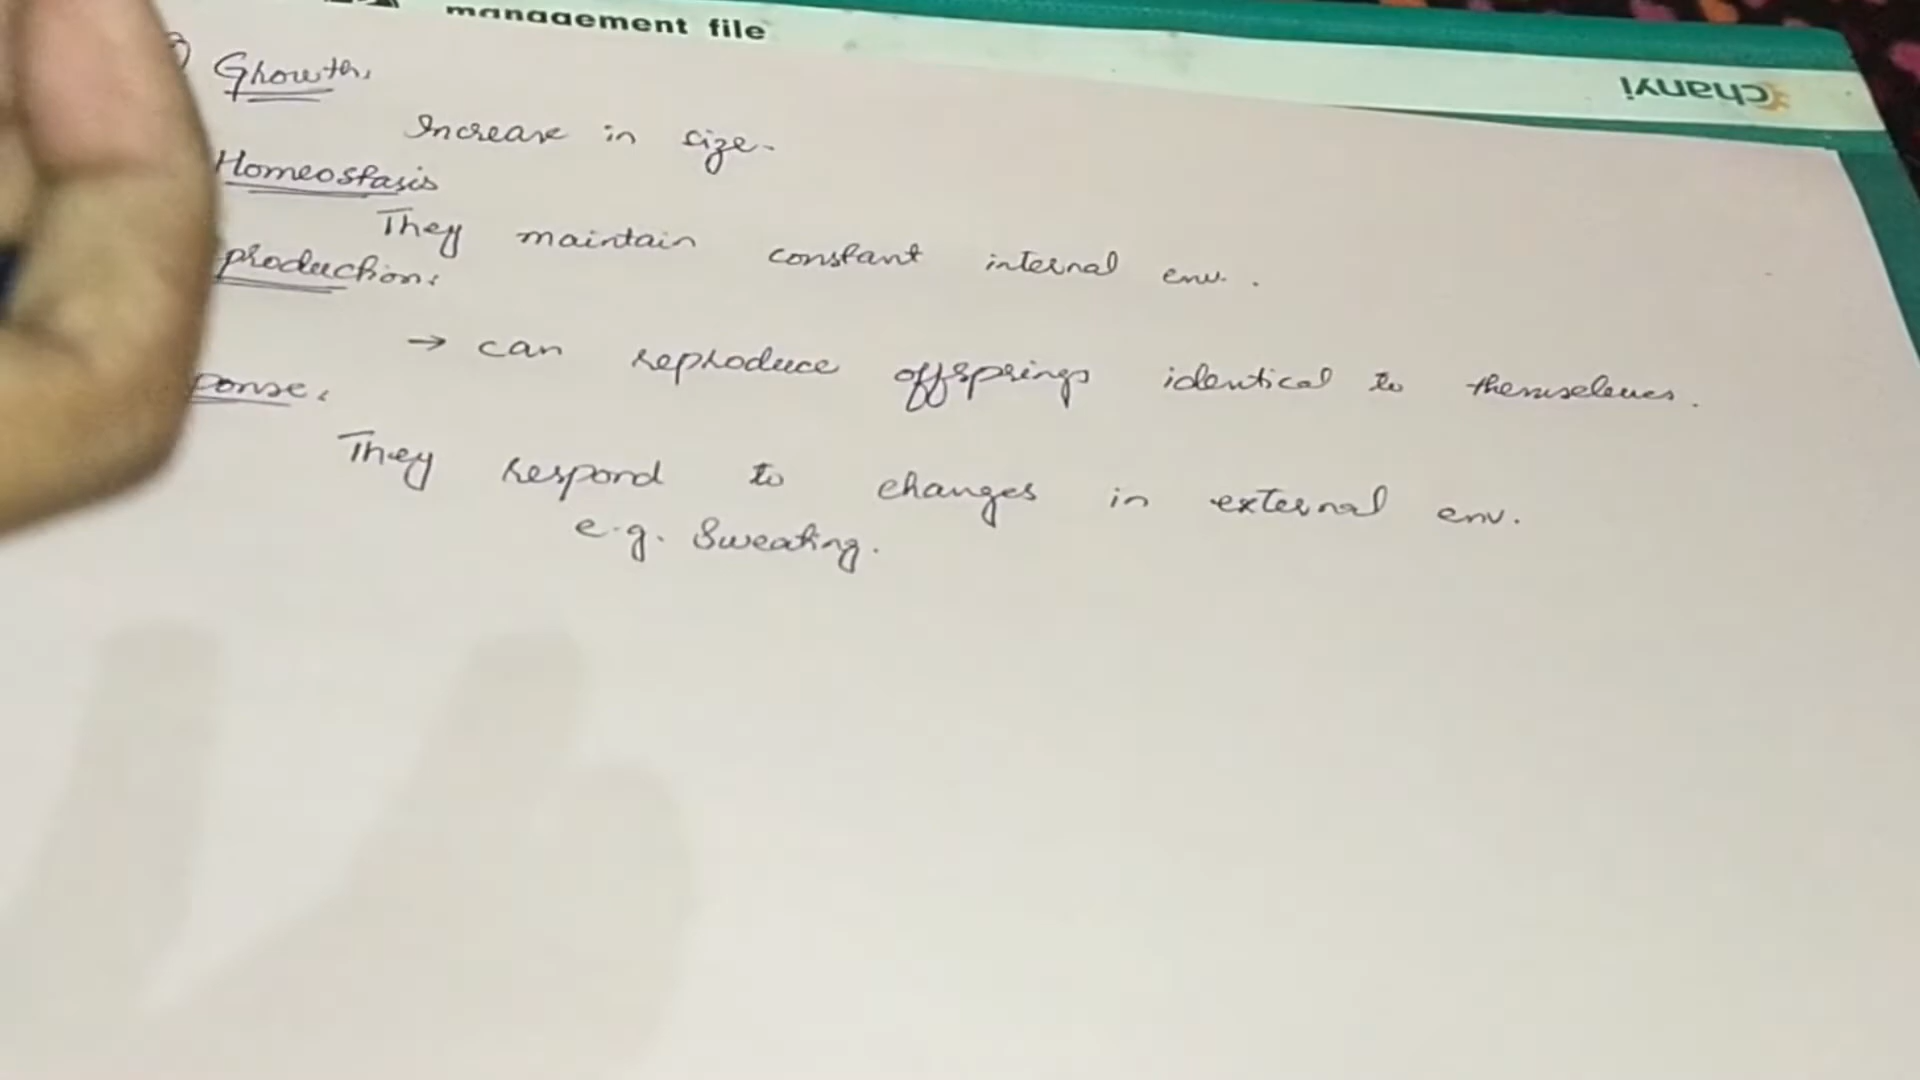 management file
chanyi
Growth:
Increase in size.
Homeostasis
They maintain constant internal env.
production:
→ can reproduce offsprings identical to themselves.
ponse:
They respond to changes in external env.
e.g. Sweating.